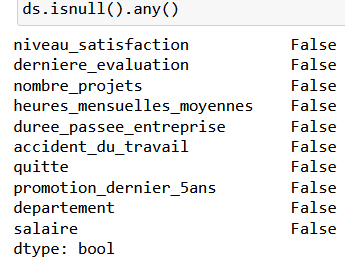 ds.isnull().any()
niveau_satisfaction False
derniere_evaluation False
nombre_projets False
heures_mensuelles_moyennes False
duree_passee_entreprise False
accident_du_travail False
quitte False
promotion_dernier_5ans False
departement False
salaire False
dtype: bool